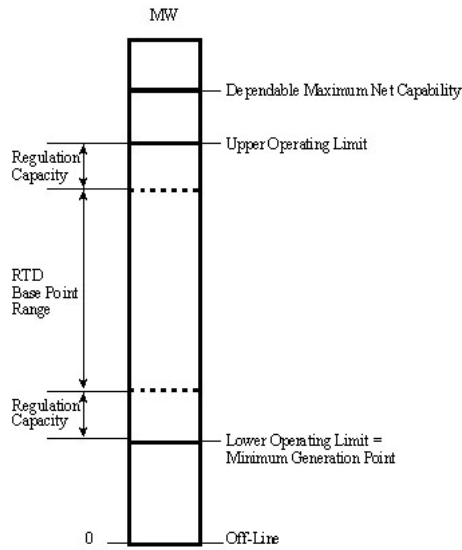 MW
Dependable Maximum Net Capability
Upper Operating Limit
Regulation
Capacity
RTD
Base Point
Range
Regulation
Capacity
Lower Operating Limit =
Minimum Generation Point
0
Off-Line